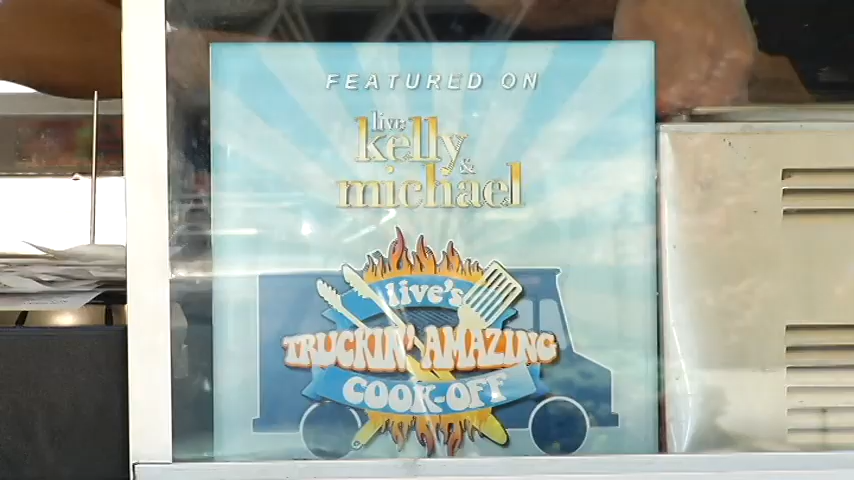 FEATURED ON
live
kelly
&
michael
live's
TRUCKIN' AMAZING
COOK-OFF